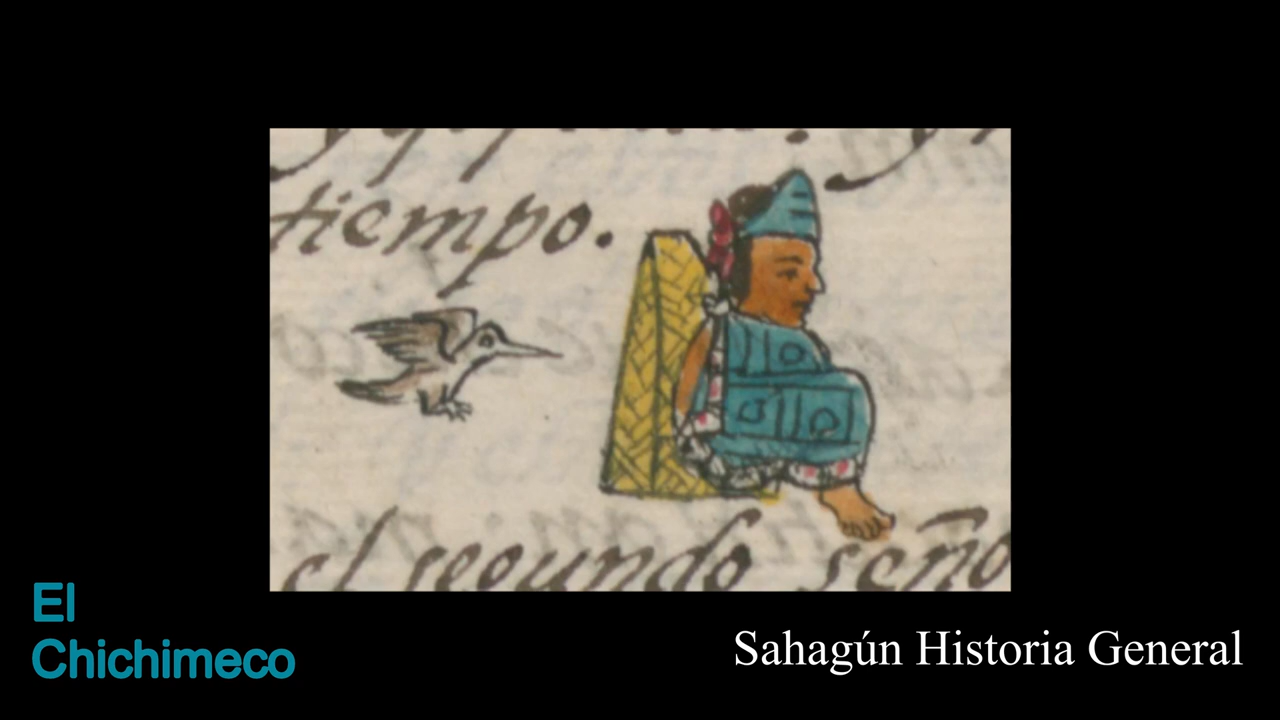 tiempo.
el segundo seño
El
Chichimeco
Sahagún Historia General